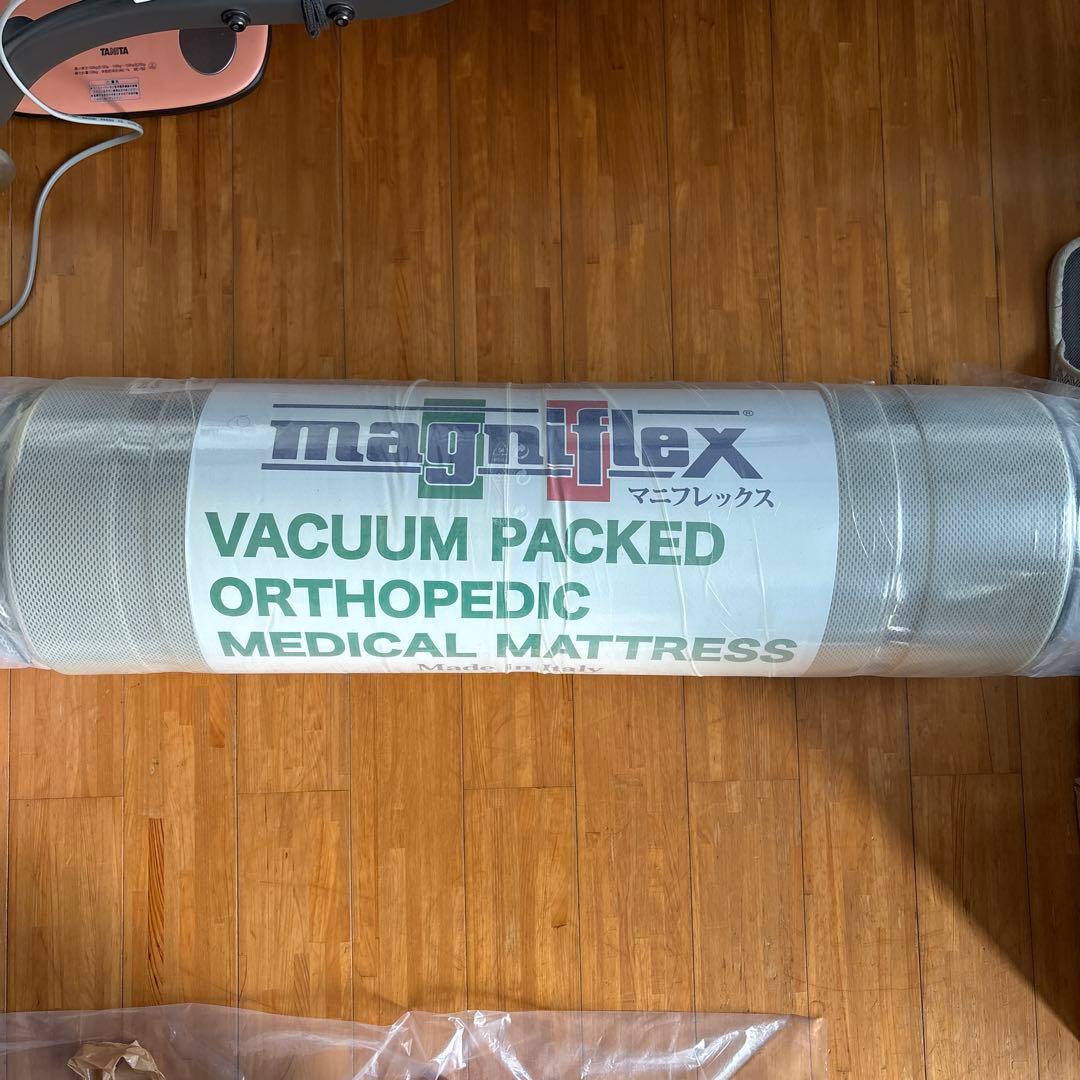 TANITA
magniflex®
マニフレックス
VACUUM PACKED
ORTHOPEDIC
MEDICAL MATTRESS
Made in Italy